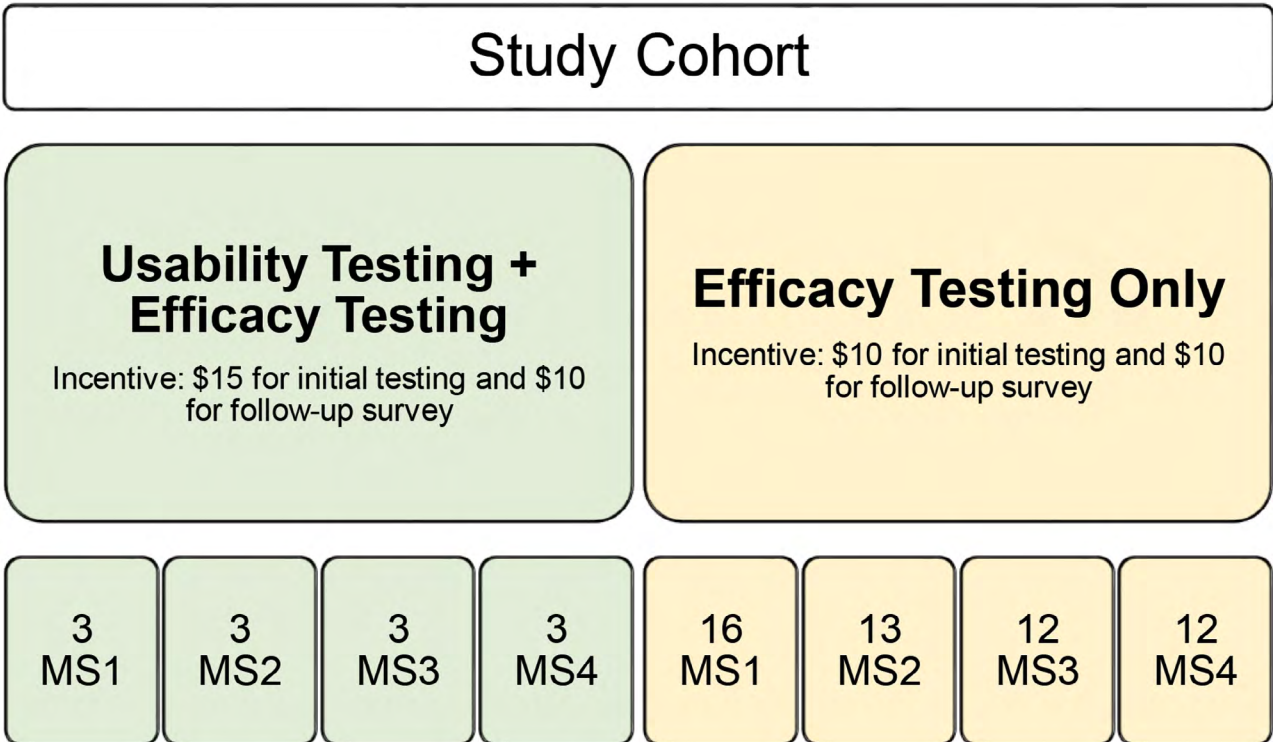 Study Cohort
Usability Testing +
Efficacy Testing
Incentive: $15 for initial testing and $10
for follow-up survey
Efficacy Testing Only
Incentive: $10 for initial testing and $10
for follow-up survey
3
MS1
3
MS2
3
MS3
3
MS4
16
MS1
13
MS2
12
MS3
12
MS4